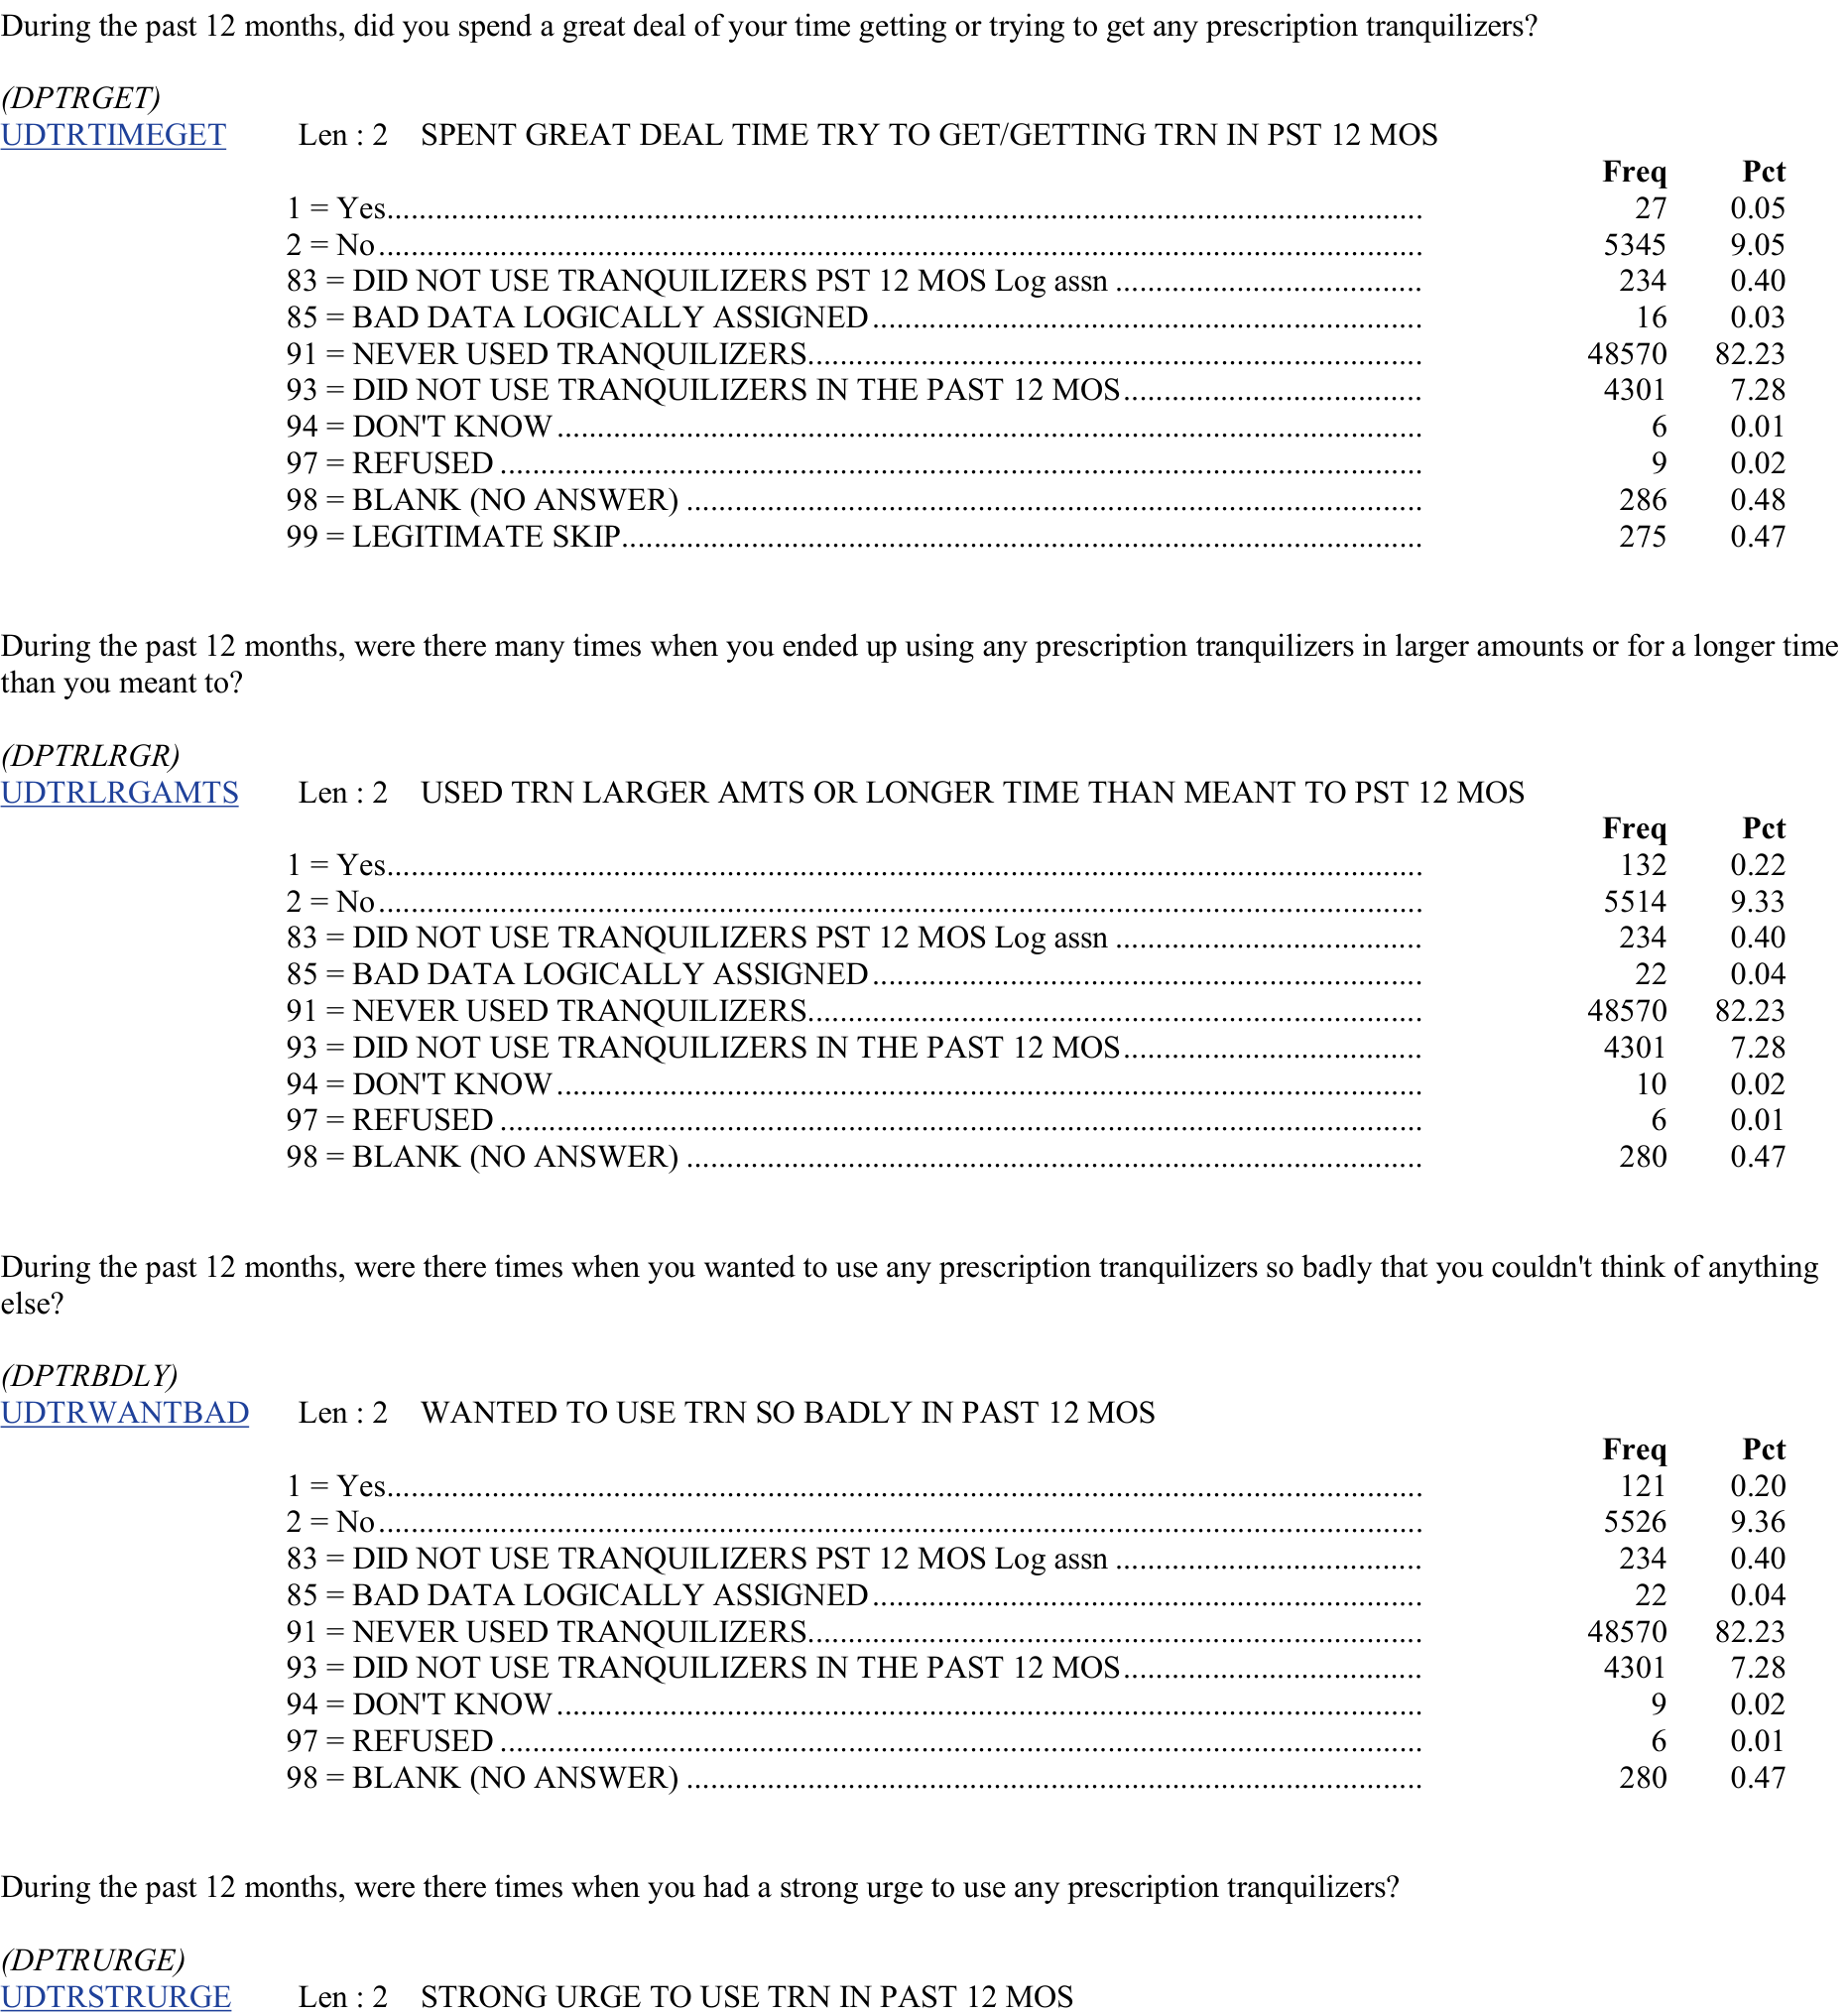 During the past 12 months, did you spend a great deal of your time getting or trying to get any prescription tranquilizers?
(DPTRGET)
UDTRTIMEGET Len : 2 SPENT GREAT DEAL TIME TRY TO GET/GETTING TRN IN PST 12 MOS
Freq Pct
1 = Yes........................................ 27 0.05
2 = No........................................ 5345 9.05
83 = DID NOT USE TRANQUILIZERS PST 12 MOS Log assn ........................................ 234 0.40
85 = BAD DATA LOGICALLY ASSIGNED........................................ 16 0.03
91 = NEVER USED TRANQUILIZERS........................................ 48570 82.23
93 = DID NOT USE TRANQUILIZERS IN THE PAST 12 MOS........................................ 4301 7.28
94 = DON'T KNOW ........................................ 6 0.01
97 = REFUSED ........................................ 9 0.02
98 = BLANK (NO ANSWER) ........................................ 286 0.48
99 = LEGITIMATE SKIP........................................ 275 0.47
During the past 12 months, were there many times when you ended up using any prescription tranquilizers in larger amounts or for a longer time
than you meant to?
(DPTRLRGR)
UDTRLRGAMTS Len : 2 USED TRN LARGER AMTS OR LONGER TIME THAN MEANT TO PST 12 MOS
Freq Pct
1 = Yes........................................ 132 0.22
2 = No........................................ 5514 9.33
83 = DID NOT USE TRANQUILIZERS PST 12 MOS Log assn ........................................ 234 0.40
85 = BAD DATA LOGICALLY ASSIGNED........................................ 22 0.04
91 = NEVER USED TRANQUILIZERS........................................ 48570 82.23
93 = DID NOT USE TRANQUILIZERS IN THE PAST 12 MOS........................................ 4301 7.28
94 = DON'T KNOW ........................................ 10 0.02
97 = REFUSED ........................................ 6 0.01
98 = BLANK (NO ANSWER) ........................................ 280 0.47
During the past 12 months, were there times when you wanted to use any prescription tranquilizers so badly that you couldn't think of anything
else?
(DPTRBDLY)
UDTRWANTBAD Len : 2 WANTED TO USE TRN SO BADLY IN PAST 12 MOS
Freq Pct
1 = Yes........................................ 121 0.20
2 = No........................................ 5526 9.36
83 = DID NOT USE TRANQUILIZERS PST 12 MOS Log assn ........................................ 234 0.40
85 = BAD DATA LOGICALLY ASSIGNED........................................ 22 0.04
91 = NEVER USED TRANQUILIZERS........................................ 48570 82.23
93 = DID NOT USE TRANQUILIZERS IN THE PAST 12 MOS........................................ 4301 7.28
94 = DON'T KNOW ........................................ 9 0.02
97 = REFUSED ........................................ 6 0.01
98 = BLANK (NO ANSWER) ........................................ 280 0.47
During the past 12 months, were there times when you had a strong urge to use any prescription tranquilizers?
(DPTRURGE)
UDTRSTRURGE Len : 2 STRONG URGE TO USE TRN IN PAST 12 MOS